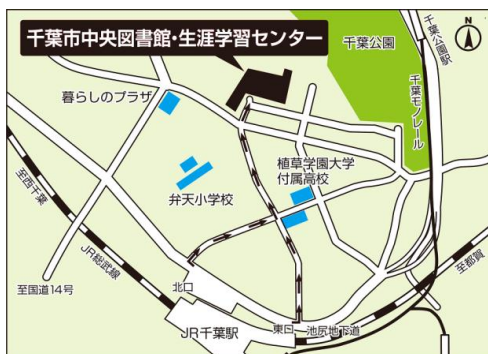 千葉市中央図書館・生涯学習センター
千葉公園
千葉公園駅
N
千葉モノレール
暮らしのプラザ
植草学園大学
付属高校
弁天小学校
至西千葉
JR総武線
至国道14号
北口
至都賀
東口
池尻地下道
JR千葉駅